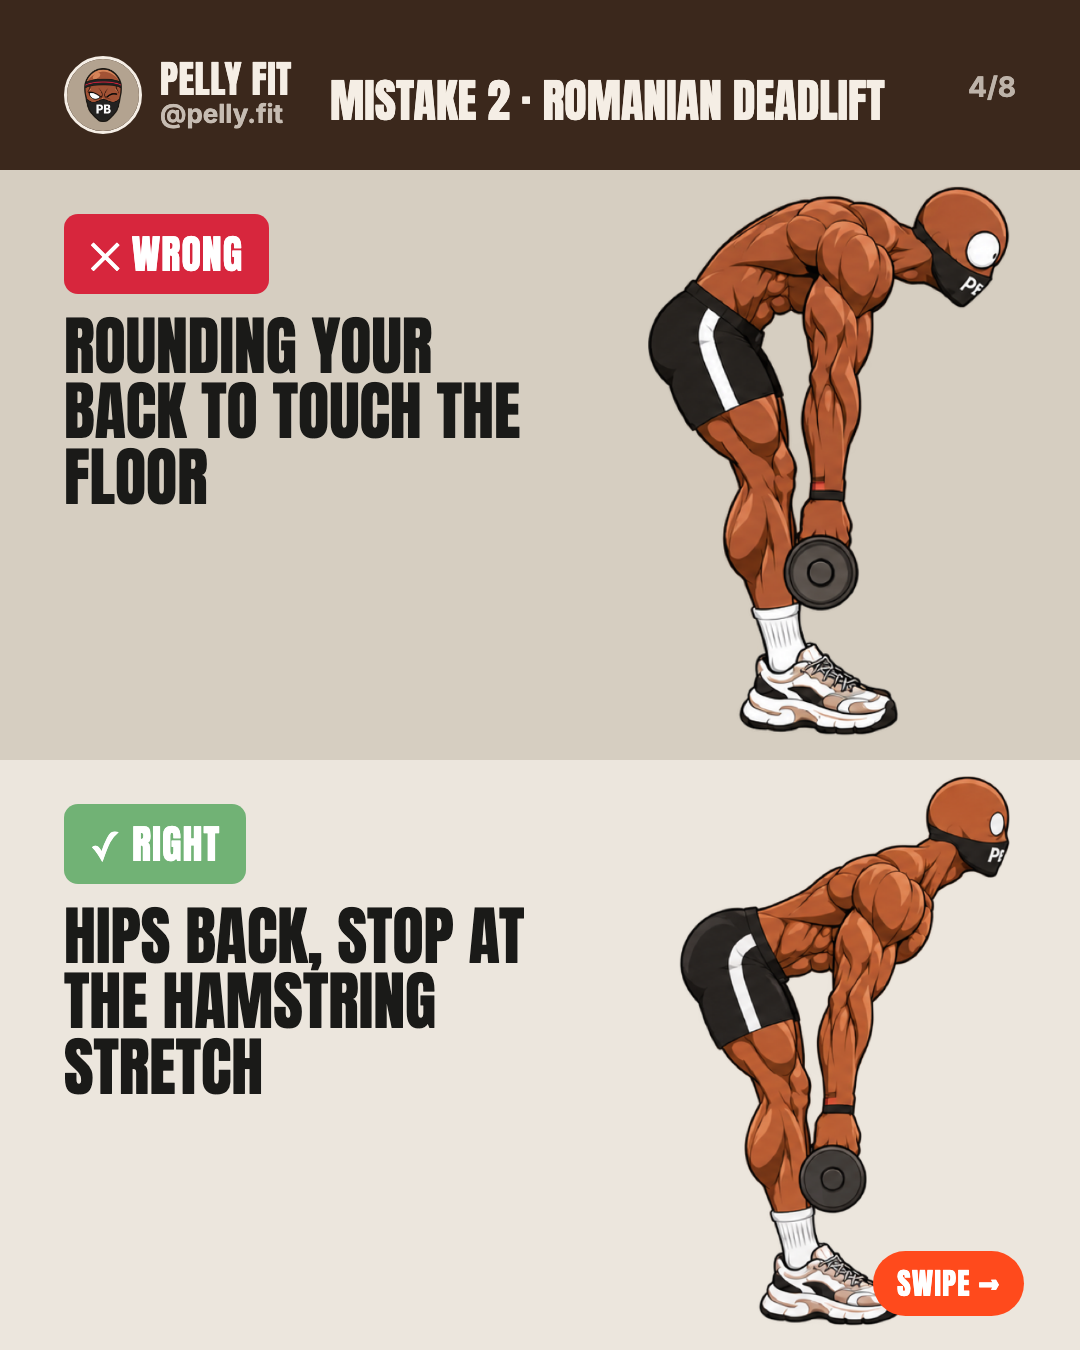 PB
PELLY FIT
@pelly.fit
MISTAKE 2 · ROMANIAN DEADLIFT
4/8
× WRONG
ROUNDING YOUR
BACK TO TOUCH THE
FLOOR
PE
✓ RIGHT
HIPS BACK, STOP AT
THE HAMSTRING
STRETCH
PE
SWIPE →